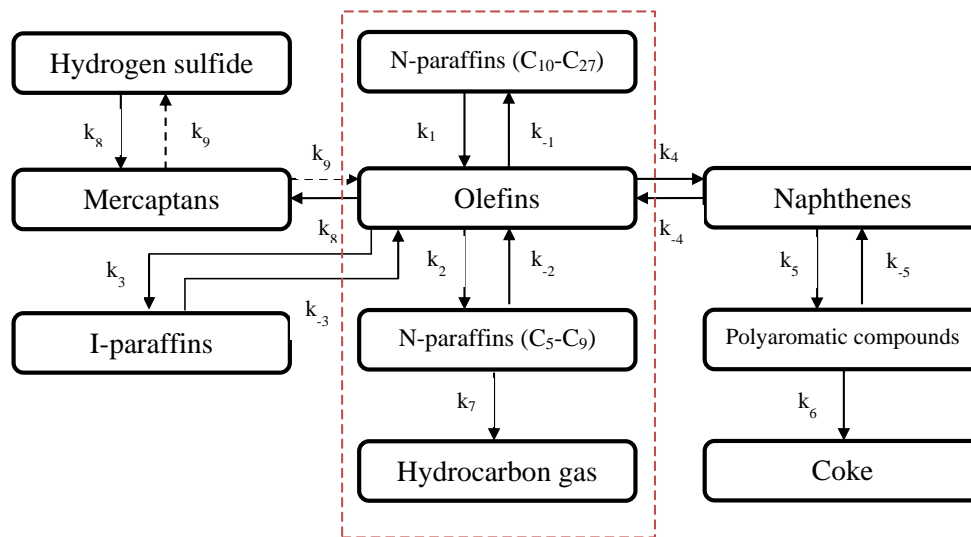 Hydrogen sulfide
N-paraffins (C₁₀-C₂₇)
k₈
k₉
k₁
k₋₁
k₉
k₄
Mercaptans
Olefins
Naphthenes
k₈
k₋₄
k₃
k₂
k₋₂
k₅
k₋₅
k₋₃
I-paraffins
N-paraffins (C₅-C₉)
Polyaromatic compounds
k₇
k₆
Hydrocarbon gas
Coke